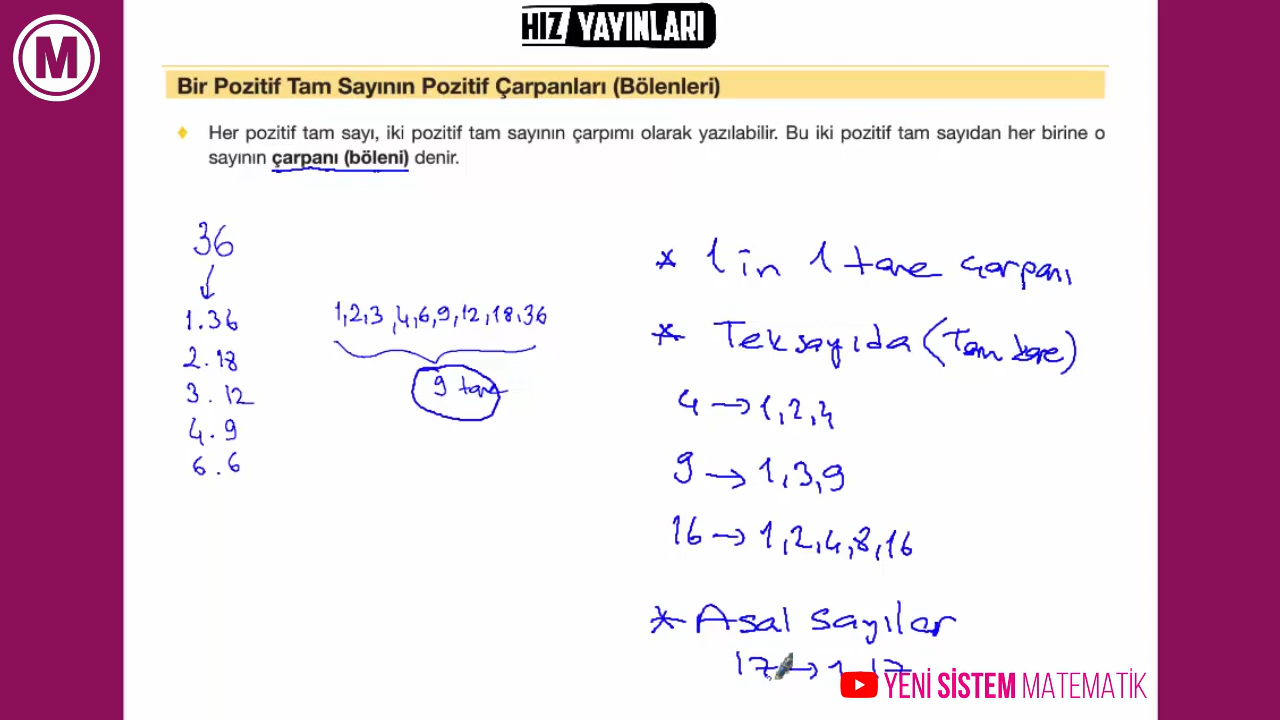 M
HIZ YAYINLARI
Bir Pozitif Tam Sayının Pozitif Çarpanları (Bölenleri)
♦ Her pozitif tam sayı, iki pozitif tam sayının çarpımı olarak yazılabilir. Bu iki pozitif tam sayıdan her birine o
sayının çarpanı (böleni) denir.
36
↓
1.36
2.18
3.12
4.9
6.6
1,2,3,4,6,9,12,18,36
9 tane
* 1 in 1 tane çarpanı
* Tek sayıda (Tam kare)
4 → 1,2,4
9 → 1,3,9
16 → 1,2,4,8,16
* Asal sayılar
17 → 1,17
YENİ SİSTEM MATEMATİK